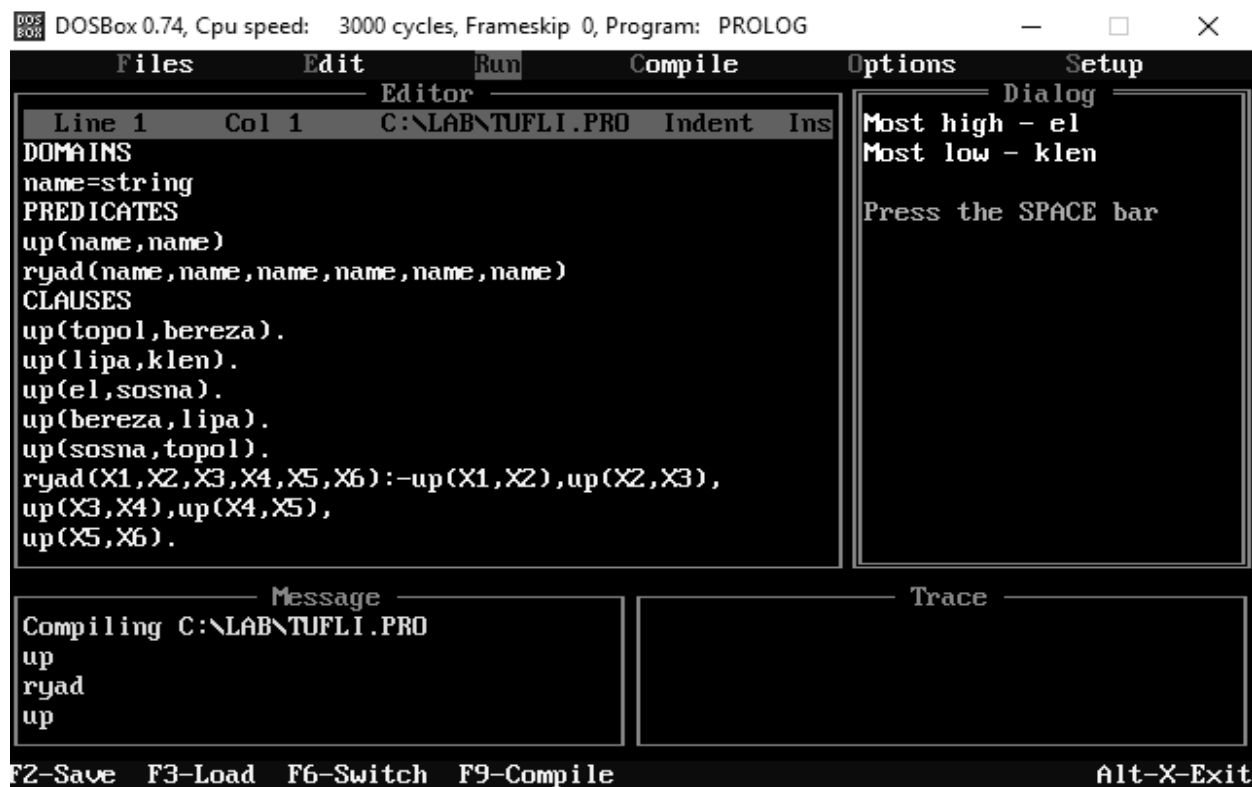 DOS BOX DOSBox 0.74, Cpu speed: 3000 cycles, Frameskip 0, Program: PROLOG
Files Edit Run Compile Options Setup
Editor
Line 1 Col 1 C:\LAB\TUFLI.PRO Indent Ins
DOMAINS
name=string
PREDICATES
up(name,name)
ryad(name,name,name,name,name,name)
CLAUSES
up(topol,bereza).
up(lipa,klen).
up(el,sosna).
up(bereza,lipa).
up(sosna,topol).
ryad(X1,X2,X3,X4,X5,X6):-up(X1,X2),up(X2,X3),
up(X3,X4),up(X4,X5),
up(X5,X6).
Dialog
Most high - el
Most low - klen
Press the SPACE bar
Message
Compiling C:\LAB\TUFLI.PRO
up
ryad
up
Trace
F2-Save F3-Load F6-Switch F9-Compile Alt-X-Exit